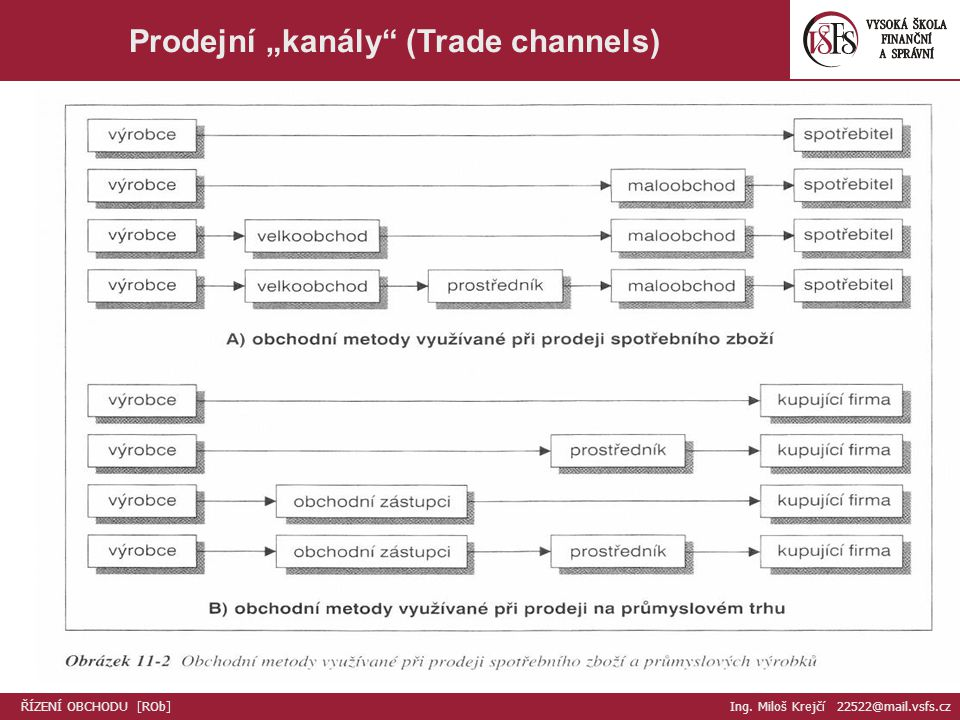 Prodejní „kanály“ (Trade channels)
VŠFS
VYSOKÁ ŠKOLA
FINANČNÍ
A SPRÁVNÍ
výrobce spotřebitel
výrobce maloobchod spotřebitel
výrobce velkoobchod maloobchod spotřebitel
výrobce velkoobchod prostředník maloobchod spotřebitel
A) obchodní metody využívané při prodeji spotřebního zboží
výrobce kupující firma
výrobce prostředník kupující firma
výrobce obchodní zástupci kupující firma
výrobce obchodní zástupci prostředník kupující firma
B) obchodní metody využívané při prodeji na průmyslovém trhu
Obrázek 11-2 Obchodní metody využívané při prodeji spotřebního zboží a průmyslových výrobků
ŘÍZENÍ OBCHODU [ROb] Ing. Miloš Krejčí 22522@mail.vsfs.cz